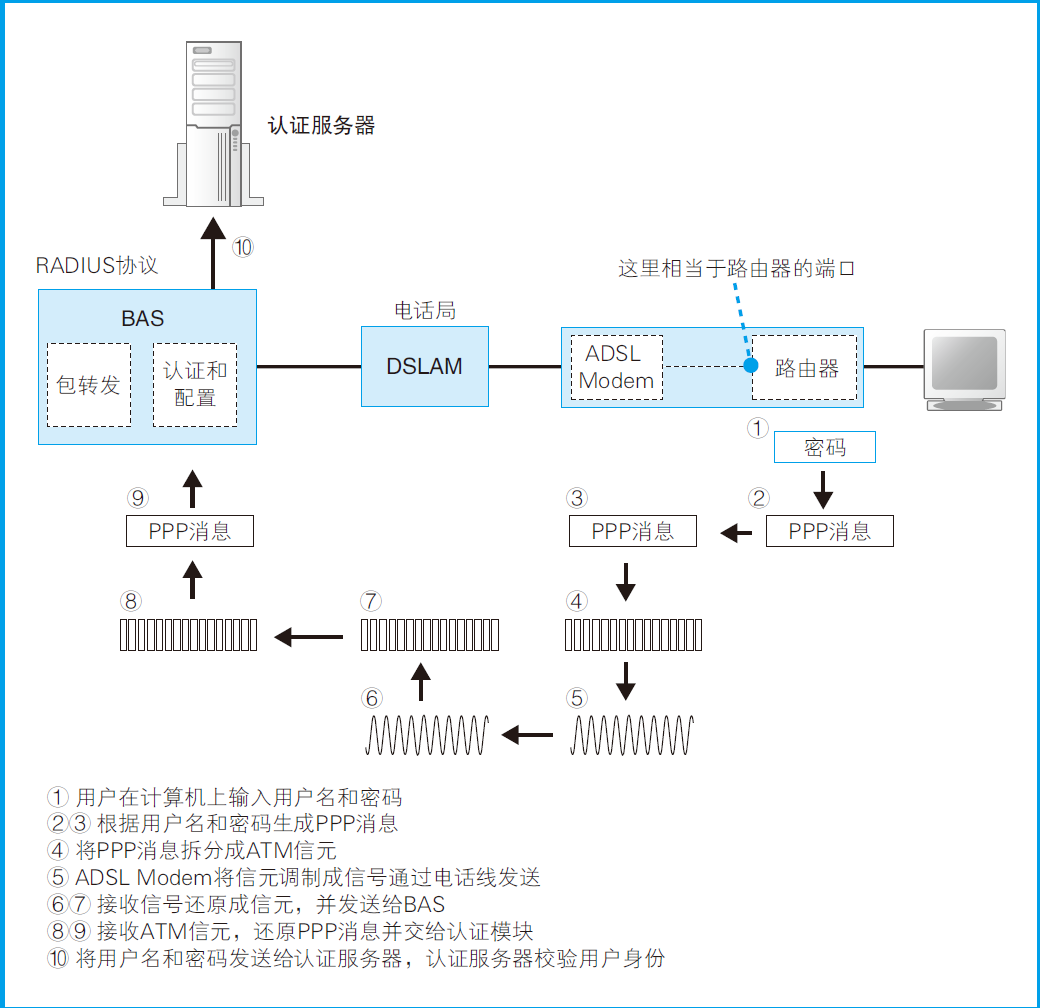 认证服务器
⑩
RADIUS协议
这里相当于路由器的端口
电话局
BAS
包转发
认证和
配置
DSLAM
ADSL
Modem
路由器
①
密码
⑨
③
②
PPP消息
PPP消息
PPP消息
⑧
⑦
④
⑥
⑤
① 用户在计算机上输入用户名和密码
②③ 根据用户名和密码生成PPP消息
④ 将PPP消息拆分成ATM信元
⑤ ADSL Modem将信元调制成信号通过电话线发送
⑥⑦ 接收信号还原成信元，并发送给BAS
⑧⑨ 接收ATM信元，还原PPP消息并交给认证模块
⑩ 将用户名和密码发送给认证服务器，认证服务器校验用户身份